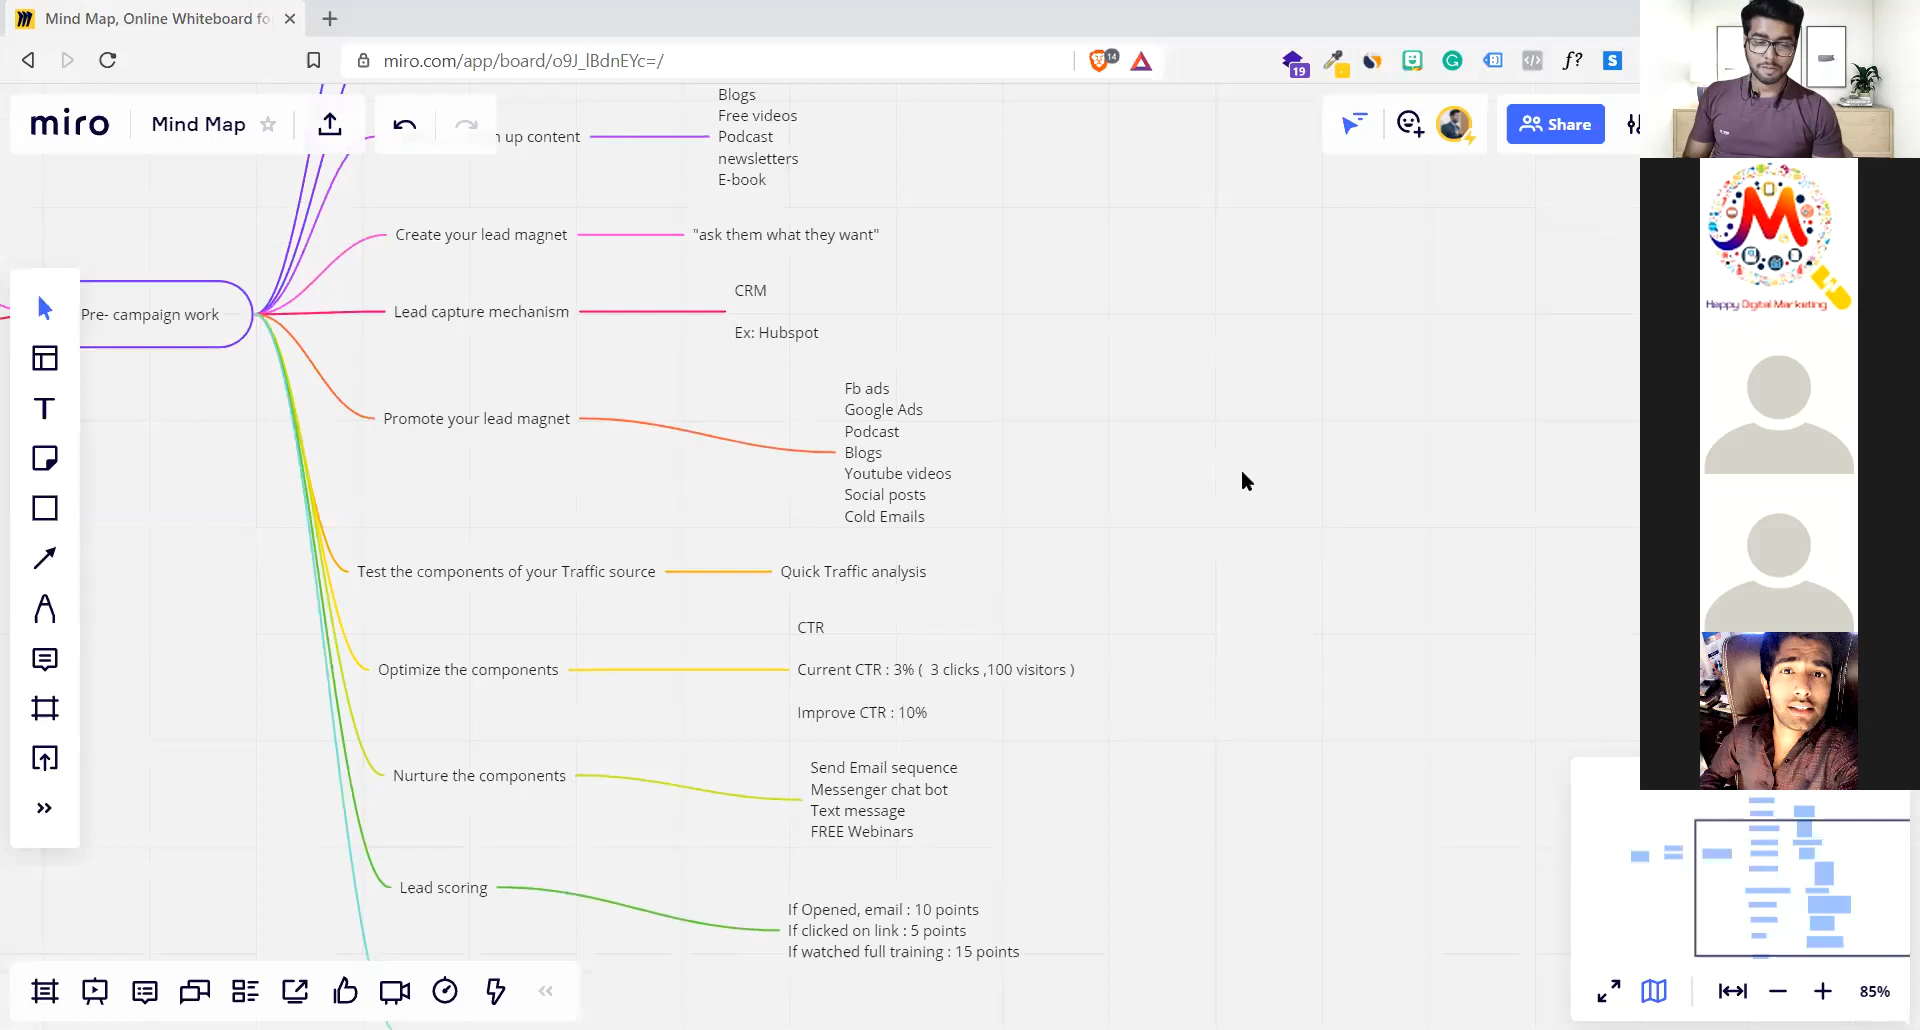 Mind Map, Online Whiteboard fo
miro.com/app/board/o9J_lBdnEYc=/
14
19
f?
S
miro
Mind Map
Share
up content
Blogs
Free videos
Podcast
newsletters
E-book
Create your lead magnet
"ask them what they want"
Pre- campaign work
Lead capture mechanism
CRM
Ex: Hubspot
Promote your lead magnet
Fb ads
Google Ads
Podcast
Blogs
Youtube videos
Social posts
Cold Emails
Test the components of your Traffic source
Quick Traffic analysis
Optimize the components
CTR
Current CTR : 3% ( 3 clicks ,100 visitors )
Improve CTR : 10%
Nurture the components
Send Email sequence
Messenger chat bot
Text message
FREE Webinars
Lead scoring
If Opened, email : 10 points
If clicked on link : 5 points
If watched full training : 15 points
M
Happy Digital Marketing
85%